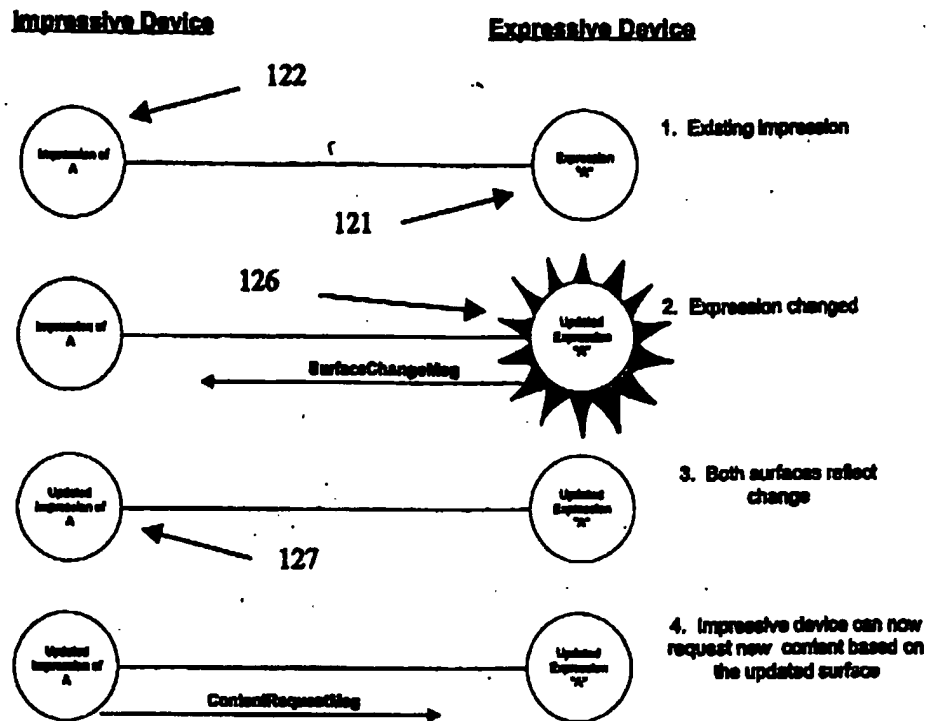 Impressive Device
Expressive Device
122
Impression of
A
r
Expression
"A"
1. Existing impression
121
126
Impression of
A
Updated
Expression
"A"
2. Expression changed
SurfaceChangeMsg
Updated
Impression of
A
Updated
Expression
"A"
3. Both surfaces reflect
change
127
Updated
Impression of
A
Updated
Expression
"A"
4. Impressive device can now
request new content based on
the updated surface
ContentRequestMsg